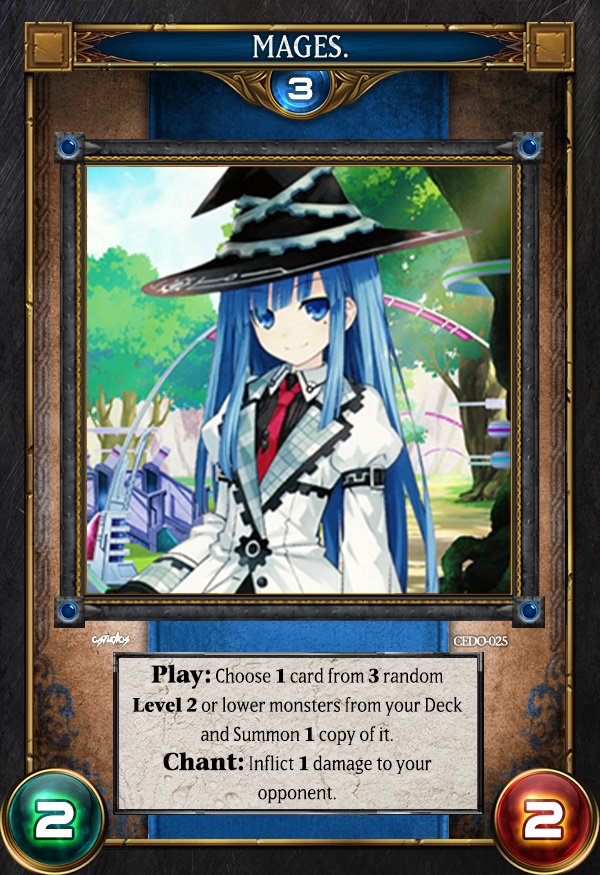 MAGES.
3
CSTUDIOS
CEDO-025
Play: Choose 1 card from 3 random
Level 2 or lower monsters from your Deck
and Summon 1 copy of it.
Chant: Inflict 1 damage to your
opponent.
2
2